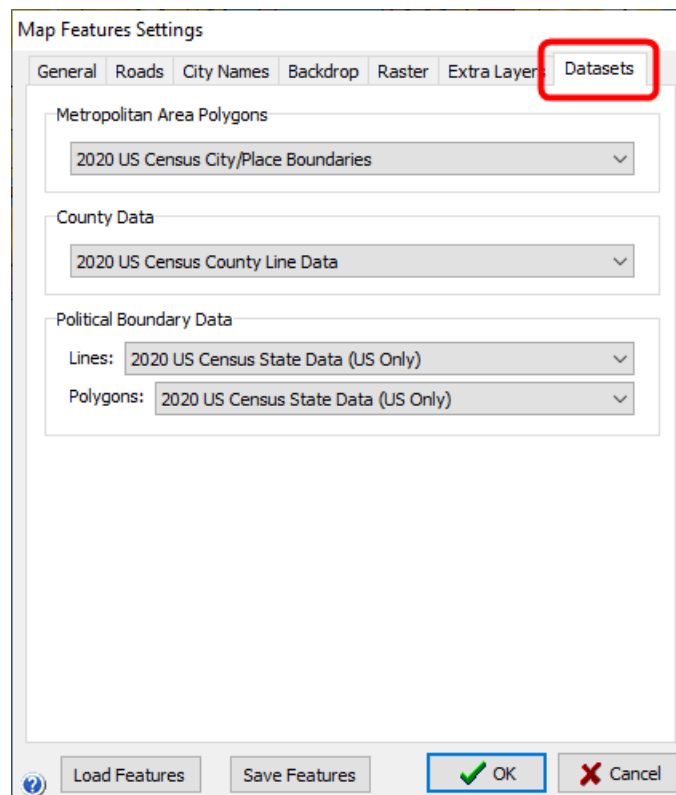 Map Features Settings
General Roads City Names Backdrop Raster Extra Layers Datasets
Metropolitan Area Polygons
2020 US Census City/Place Boundaries
County Data
2020 US Census County Line Data
Political Boundary Data
Lines: 2020 US Census State Data (US Only)
Polygons: 2020 US Census State Data (US Only)
? Load Features Save Features OK Cancel